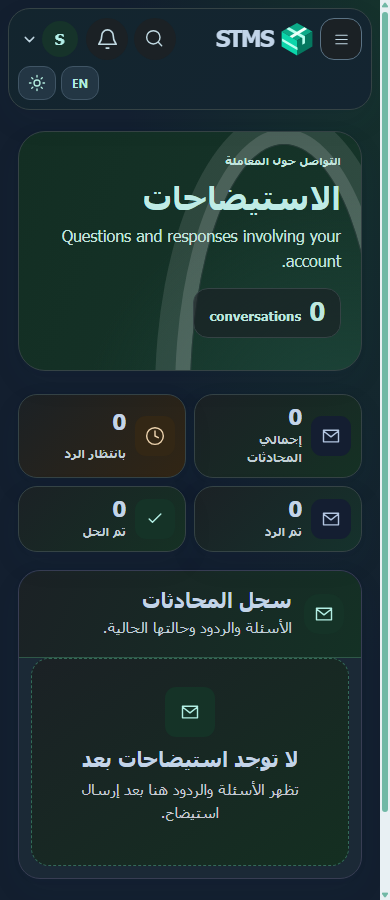 STMS
S
EN
التواصل حول المعاملة
الاستيضاحات
Questions and responses involving your
account.
0 conversations
0
إجمالي
المحادثات
0
بانتظار الرد
0
تم الرد
0
تم الحل
سجل المحادثات
الأسئلة والردود وحالتها الحالية.
لا توجد استيضاحات بعد
تظهر الأسئلة والردود هنا بعد إرسال
استيضاح.